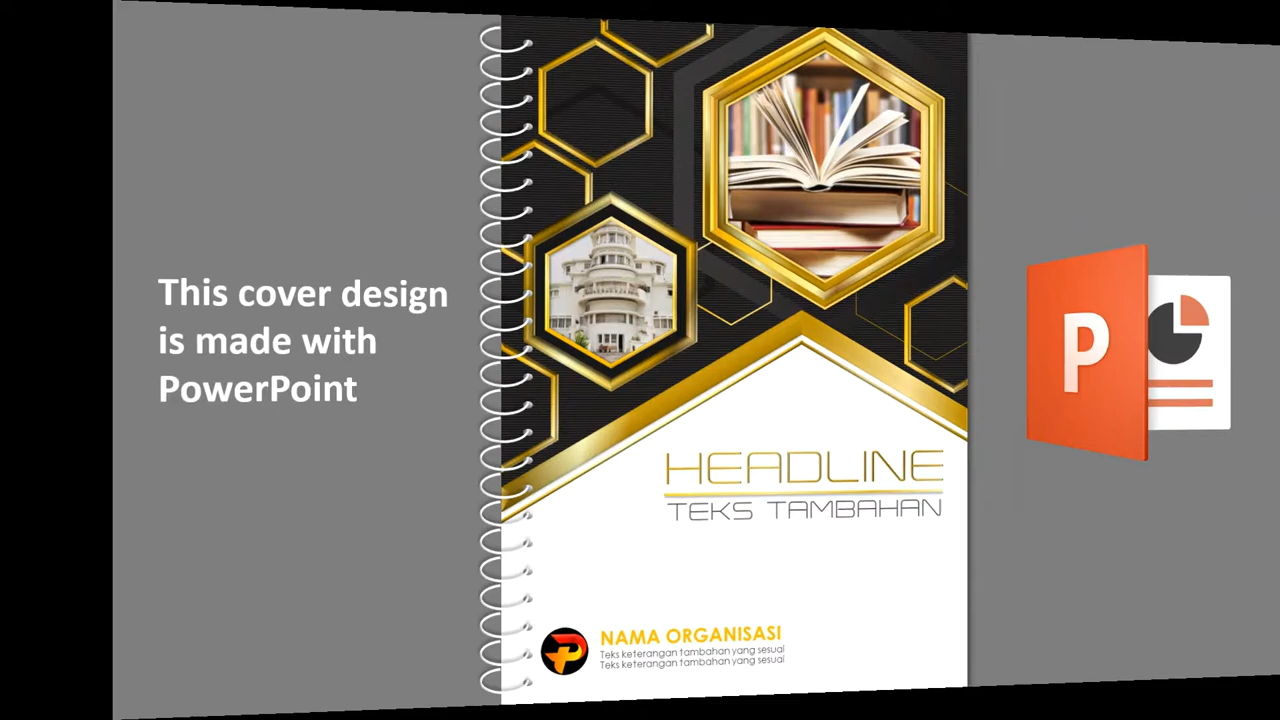 This cover design
is made with
PowerPoint
HEADLINE
TEKS TAMBAHAN
NAMA ORGANISASI
Teks keterangan tambahan yang sesuai
Teks keterangan tambahan yang sesuai
P